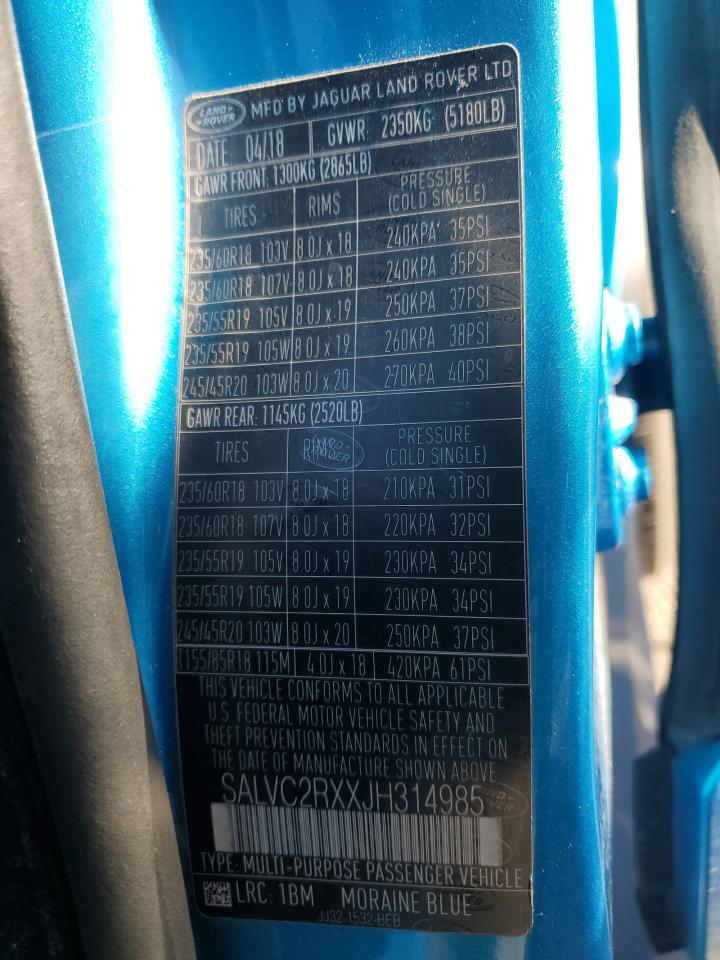 LAND ROVER MFD BY JAGUAR LAND ROVER LTD
DATE: 04/18 GVWR: 2350KG (5180LB)
GAWR FRONT: 1300KG (2865LB)
TIRES RIMS PRESSURE (COLD SINGLE)
235/60R18 103V 8.0J x 18 240KPA 35PSI
235/60R18 107V 8.0J x 18 240KPA 35PSI
235/55R19 105V 8.0J x 19 250KPA 37PSI
235/55R19 105W 8.0J x 19 260KPA 38PSI
245/45R20 103W 8.0J x 20 270KPA 40PSI
GAWR REAR: 1145KG (2520LB)
TIRES RIMS PRESSURE (COLD SINGLE)
235/60R18 103V 8.0J x 18 210KPA 31PSI
235/60R18 107V 8.0J x 18 220KPA 32PSI
235/55R19 105V 8.0J x 19 230KPA 34PSI
235/55R19 105W 8.0J x 19 230KPA 34PSI
245/45R20 103W 8.0J x 20 250KPA 37PSI
T155/85R18 115M 4.0J x 18 420KPA 61PSI
THIS VEHICLE CONFORMS TO ALL APPLICABLE
U.S. FEDERAL MOTOR VEHICLE SAFETY AND
THEFT PREVENTION STANDARDS IN EFFECT ON
THE DATE OF MANUFACTURE SHOWN ABOVE
SALVC2RXXJH314985
TYPE: MULTI-PURPOSE PASSENGER VEHICLE
LRC: 1BM MORAINE BLUE
JJ32-1532-BEB